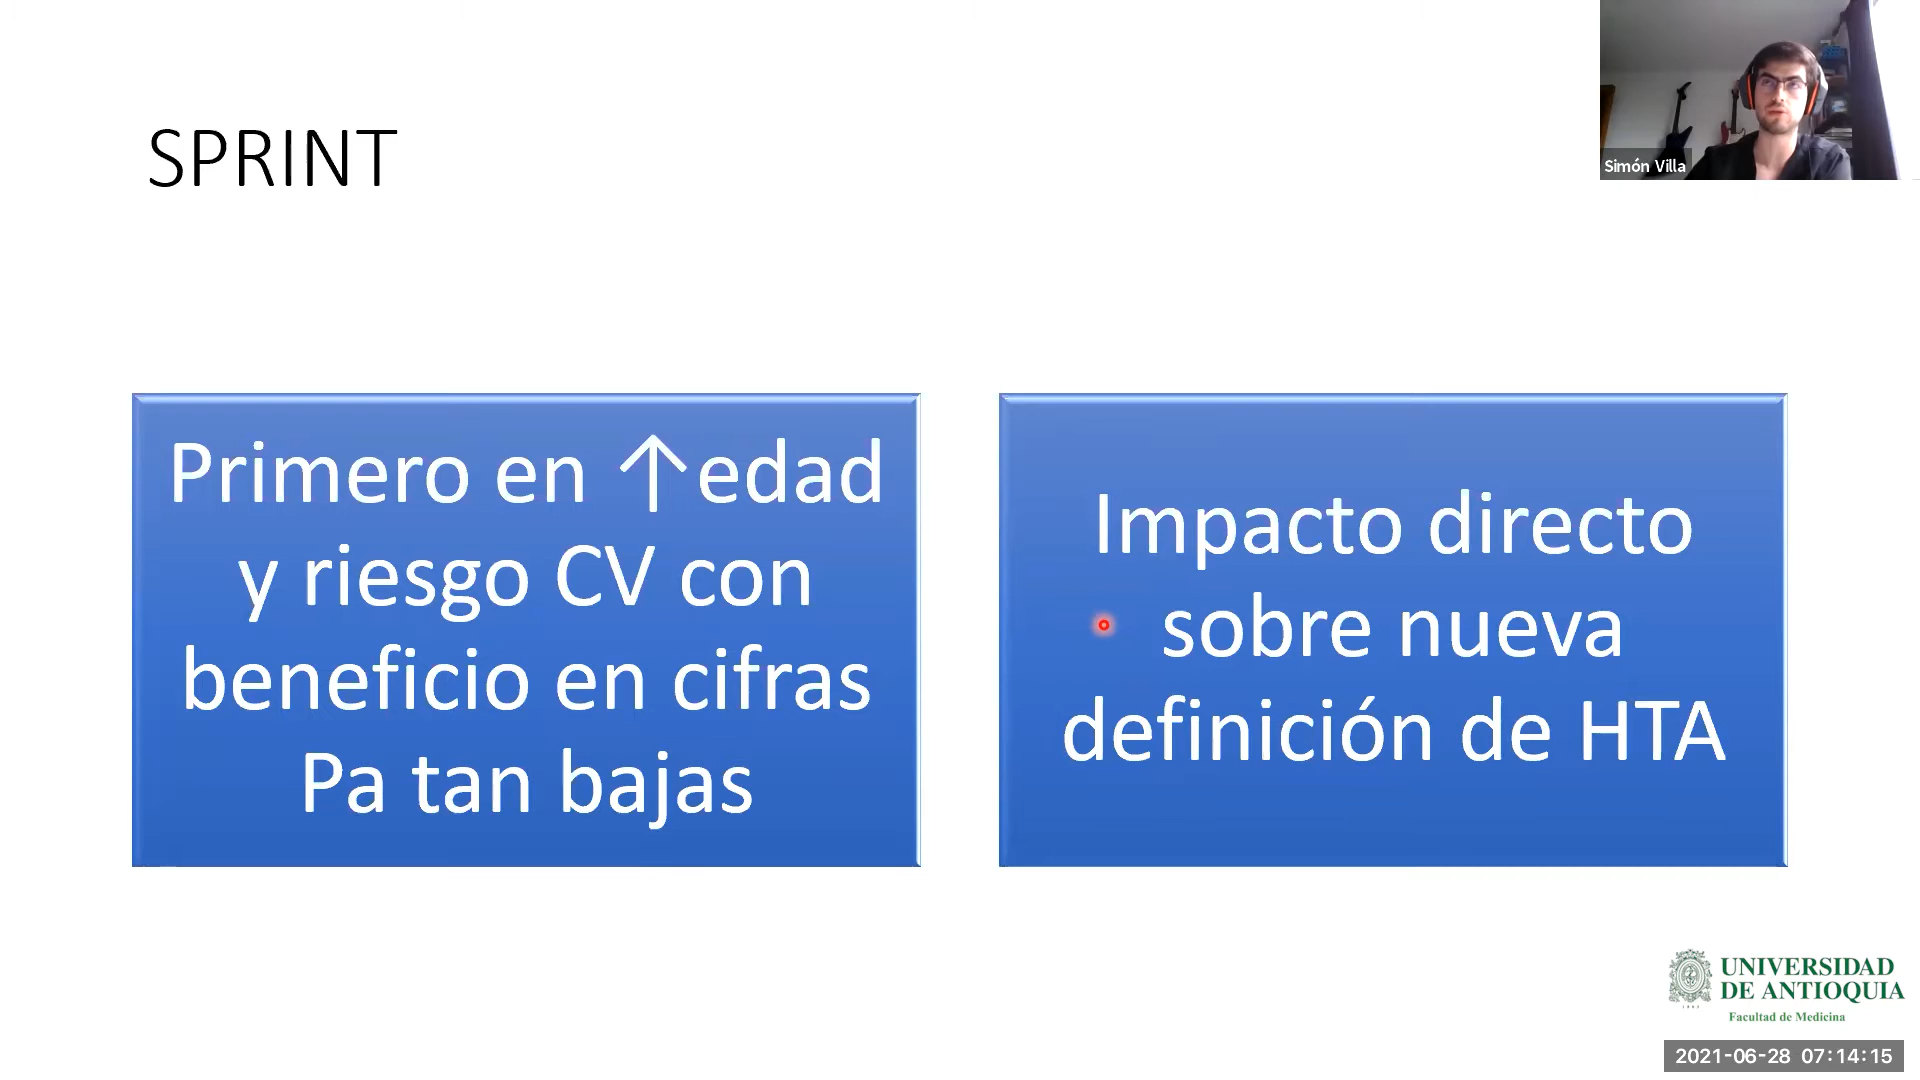 SPRINT
Simón Villa
Primero en ↑edad
y riesgo CV con
beneficio en cifras
Pa tan bajas
Impacto directo
sobre nueva
definición de HTA
UNIVERSIDAD
DE ANTIOQUIA
Facultad de Medicina
2021-06-28 07:14:15